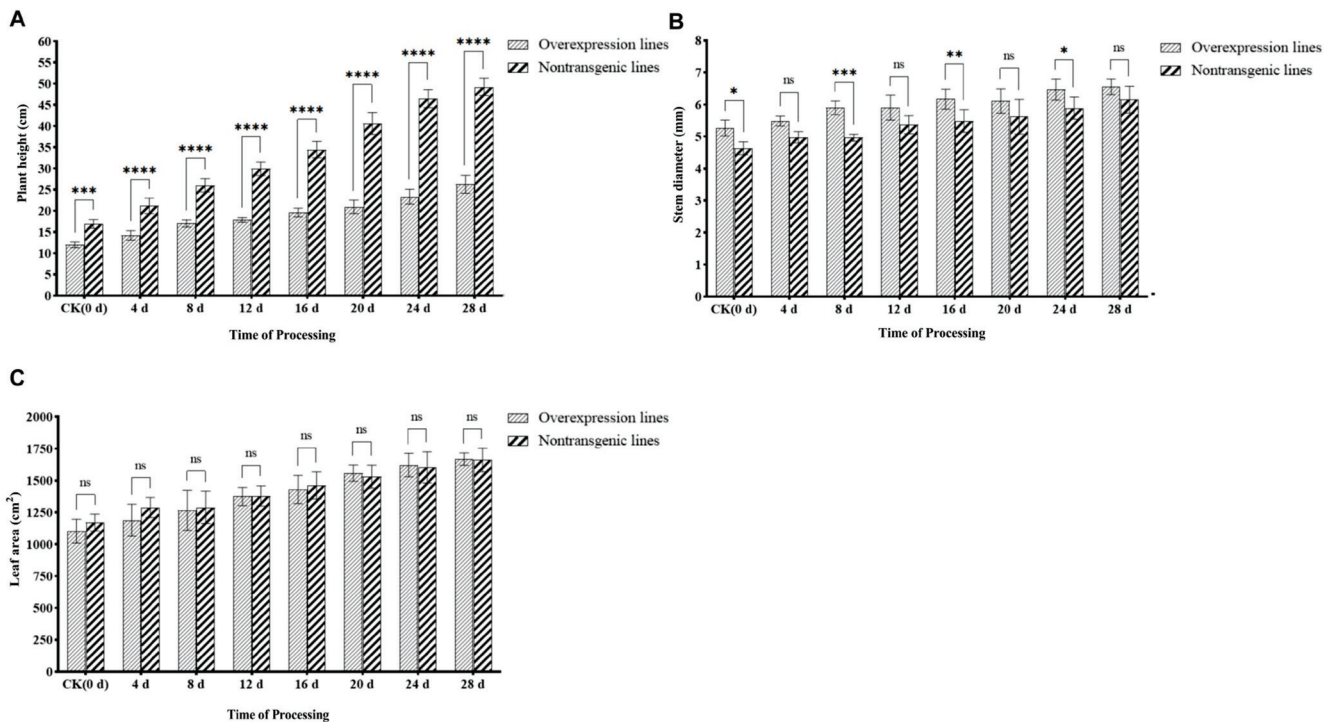 A
Plant height (cm)
60
55
50
45
40
35
30
25
20
15
10
5
0
***
****
****
****
****
****
****
****
CK(0 d) 4 d 8 d 12 d 16 d 20 d 24 d 28 d
Time of Processing
Overexpression lines
Nontransgenic lines
B
Stem diameter (mm)
8
7
6
5
4
3
2
1
0
*
ns
***
ns
**
ns
*
ns
CK(0 d) 4 d 8 d 12 d 16 d 20 d 24 d 28 d
Time of Processing
Overexpression lines
Nontransgenic lines
C
Leaf area (cm²)
2000
1750
1500
1250
1000
750
500
250
0
ns
ns
ns
ns
ns
ns
ns
ns
CK(0 d) 4 d 8 d 12 d 16 d 20 d 24 d 28 d
Time of Processing
Overexpression lines
Nontransgenic lines